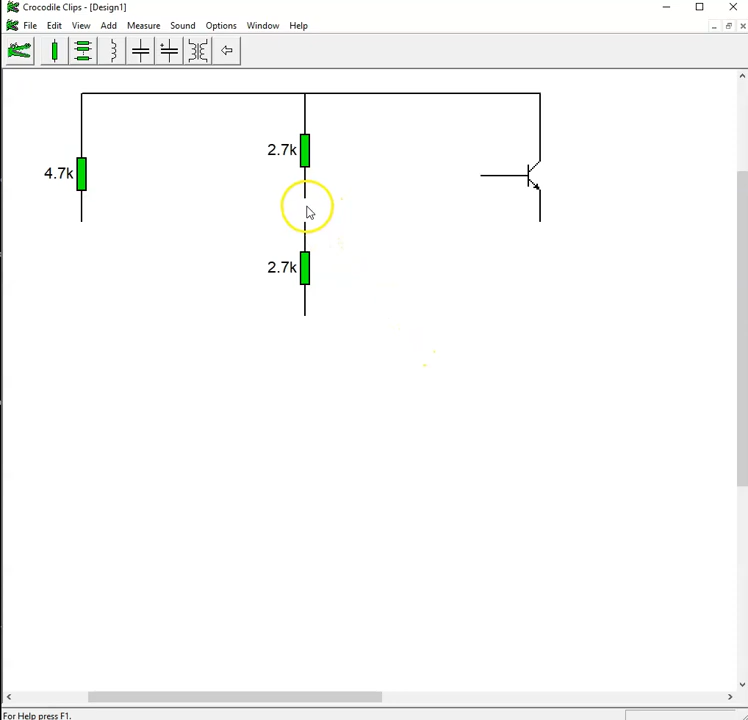 Crocodile Clips - [Design1]
File Edit View Add Measure Sound Options Window Help
2.7k
4.7k
2.7k
For Help press F1.